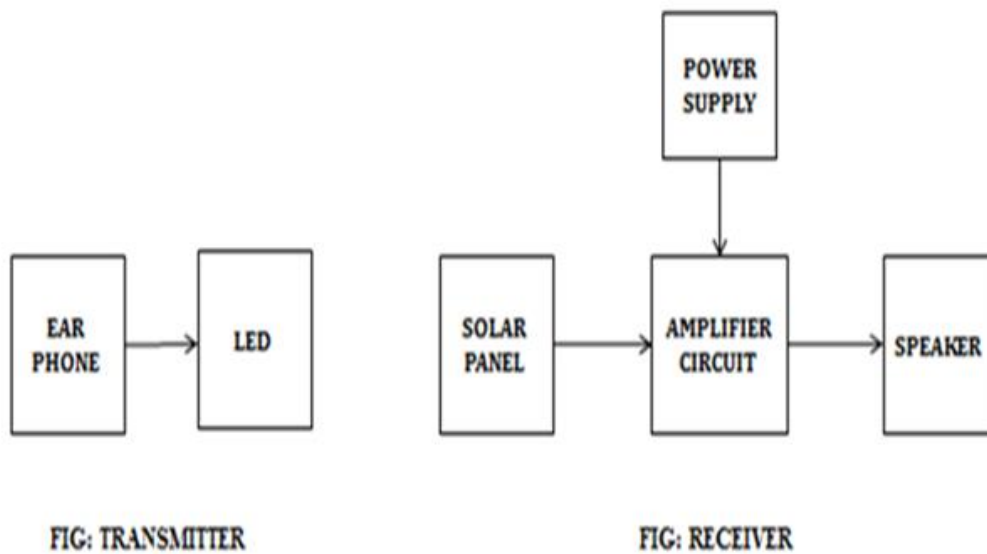 POWER
SUPPLY
EAR
PHONE
LED
SOLAR
PANEL
AMPLIFIER
CIRCUIT
SPEAKER
FIG: TRANSMITTER
FIG: RECEIVER